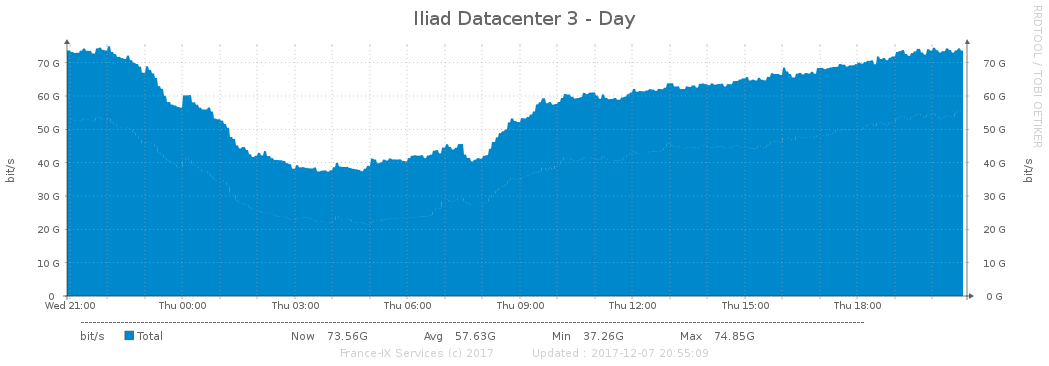 Iliad Datacenter 3 - Day
RRDTOOL / TOBI OETIKER
bit/s
bit/s
70 G 70 G
60 G 60 G
50 G 50 G
40 G 40 G
30 G 30 G
20 G 20 G
10 G 10 G
0 0 G
Wed 21:00 Thu 00:00 Thu 03:00 Thu 06:00 Thu 09:00 Thu 12:00 Thu 15:00 Thu 18:00
bit/s Total Now 73.56G Avg 57.63G Min 37.26G Max 74.85G
France-IX Services (c) 2017 Updated : 2017-12-07 20:55:09